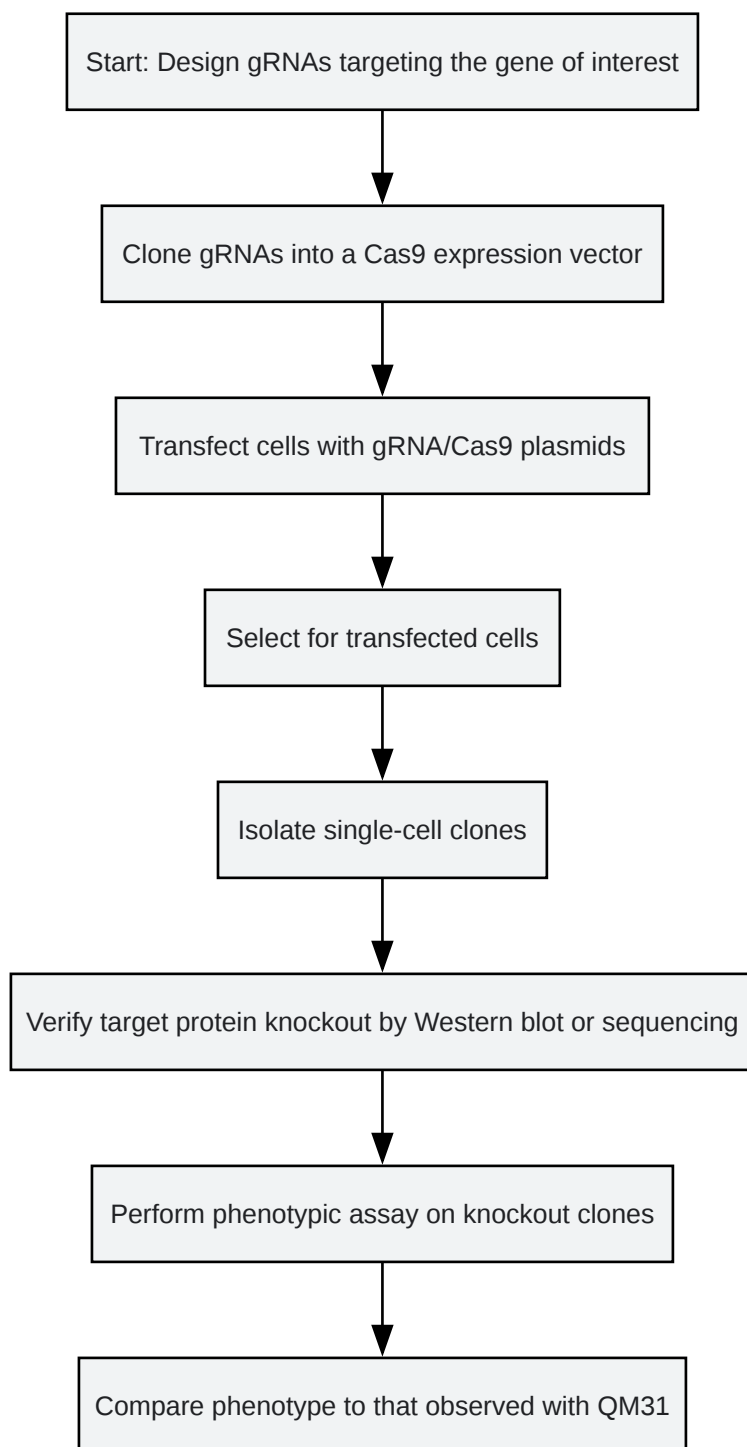 Start: Design gRNAs targeting the gene of interest
Clone gRNAs into a Cas9 expression vector
Transfect cells with gRNA/Cas9 plasmids
Select for transfected cells
Isolate single-cell clones
Verify target protein knockout by Western blot or sequencing
Perform phenotypic assay on knockout clones
Compare phenotype to that observed with QM31